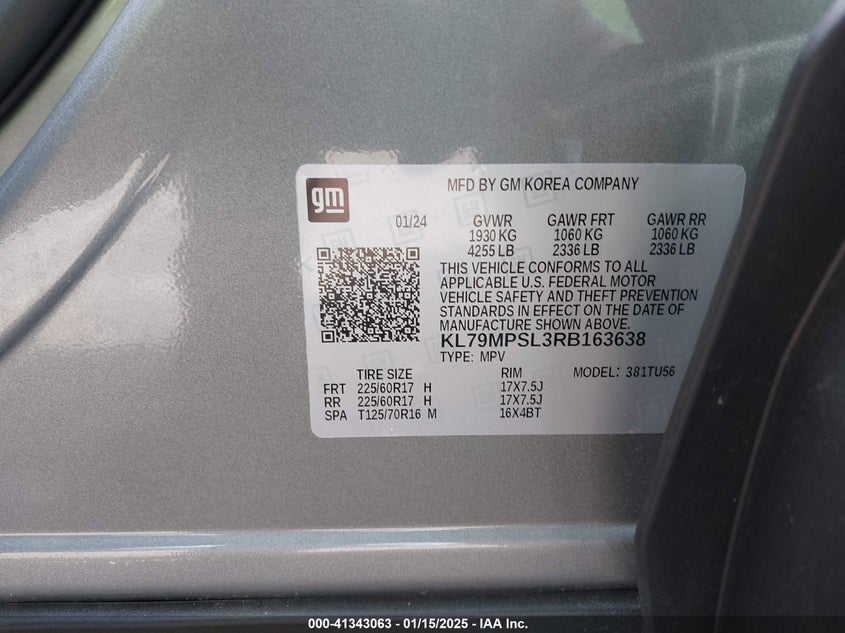 gm
MFD BY GM KOREA COMPANY
01/24 GVWR GAWR FRT GAWR RR
1930 KG 1060 KG 1060 KG
4255 LB 2336 LB 2336 LB
THIS VEHICLE CONFORMS TO ALL
APPLICABLE U.S. FEDERAL MOTOR
VEHICLE SAFETY AND THEFT PREVENTION
STANDARDS IN EFFECT ON THE DATE OF
MANUFACTURE SHOWN ABOVE.
KL79MPSL3RB163638
TYPE: MPV
TIRE SIZE RIM MODEL: 381TU56
FRT 225/60R17 H 17X7.5J
RR 225/60R17 H 17X7.5J
SPA T125/70R16 M 16X4BT
000-41343063 - 01/15/2025 - IAA Inc.